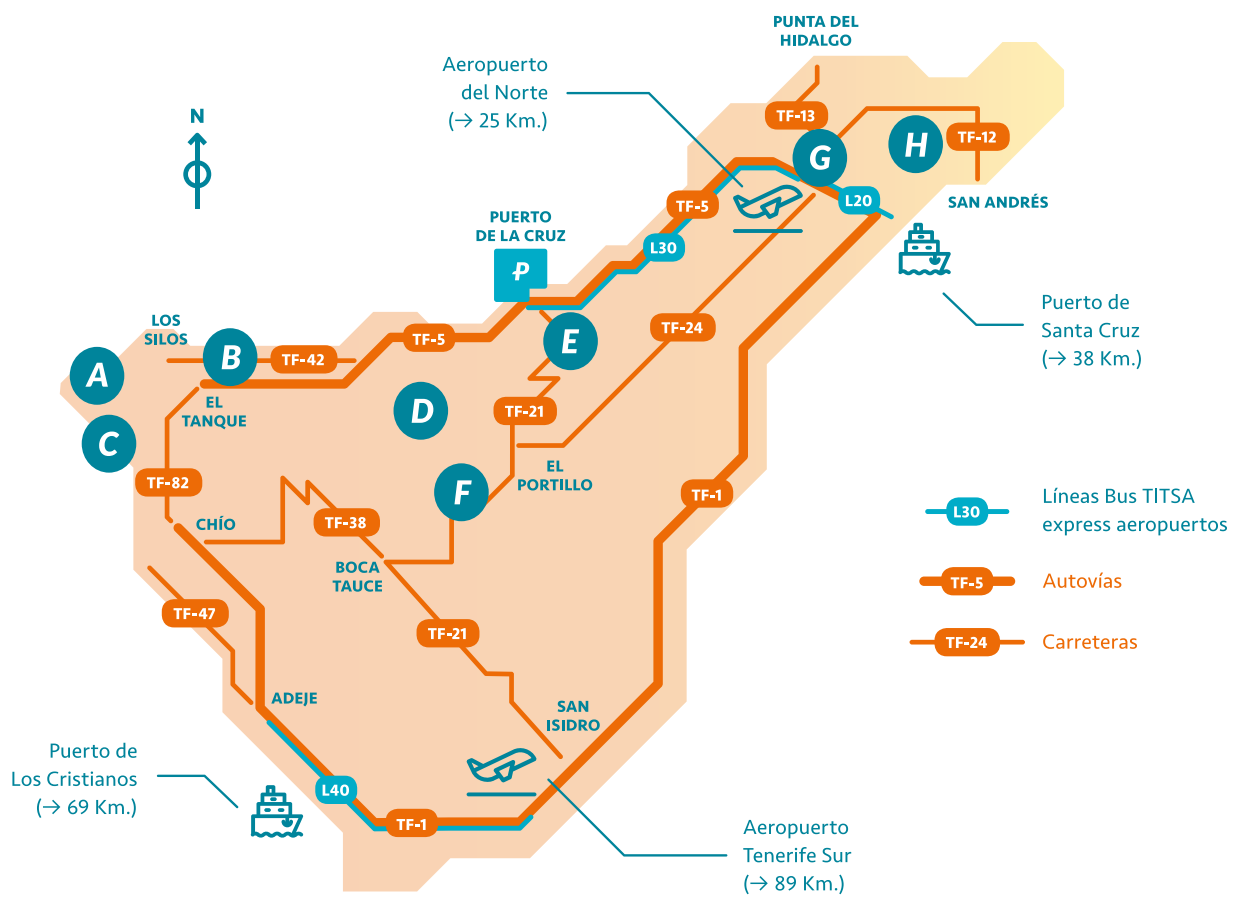 PUNTA DEL
HIDALGO
Aeropuerto
del Norte
(→ 25 Km.)
N
TF-13
TF-12
G
H
SAN ANDRÉS
L20
TF-5
L30
PUERTO
DE LA CRUZ
P
Puerto de
Santa Cruz
(→ 38 Km.)
LOS
SILOS
B
TF-42
TF-5
E
TF-24
A
EL
TANQUE
D
TF-21
C
EL
PORTILLO
TF-82
F
TF-1
CHÍO
TF-38
BOCA
TAUCE
L30
Líneas Bus TITSA
express aeropuertos
TF-5
Autovías
TF-24
Carreteras
TF-47
TF-21
ADEJE
SAN
ISIDRO
Puerto de
Los Cristianos
(→ 69 Km.)
L40
TF-1
Aeropuerto
Tenerife Sur
(→ 89 Km.)